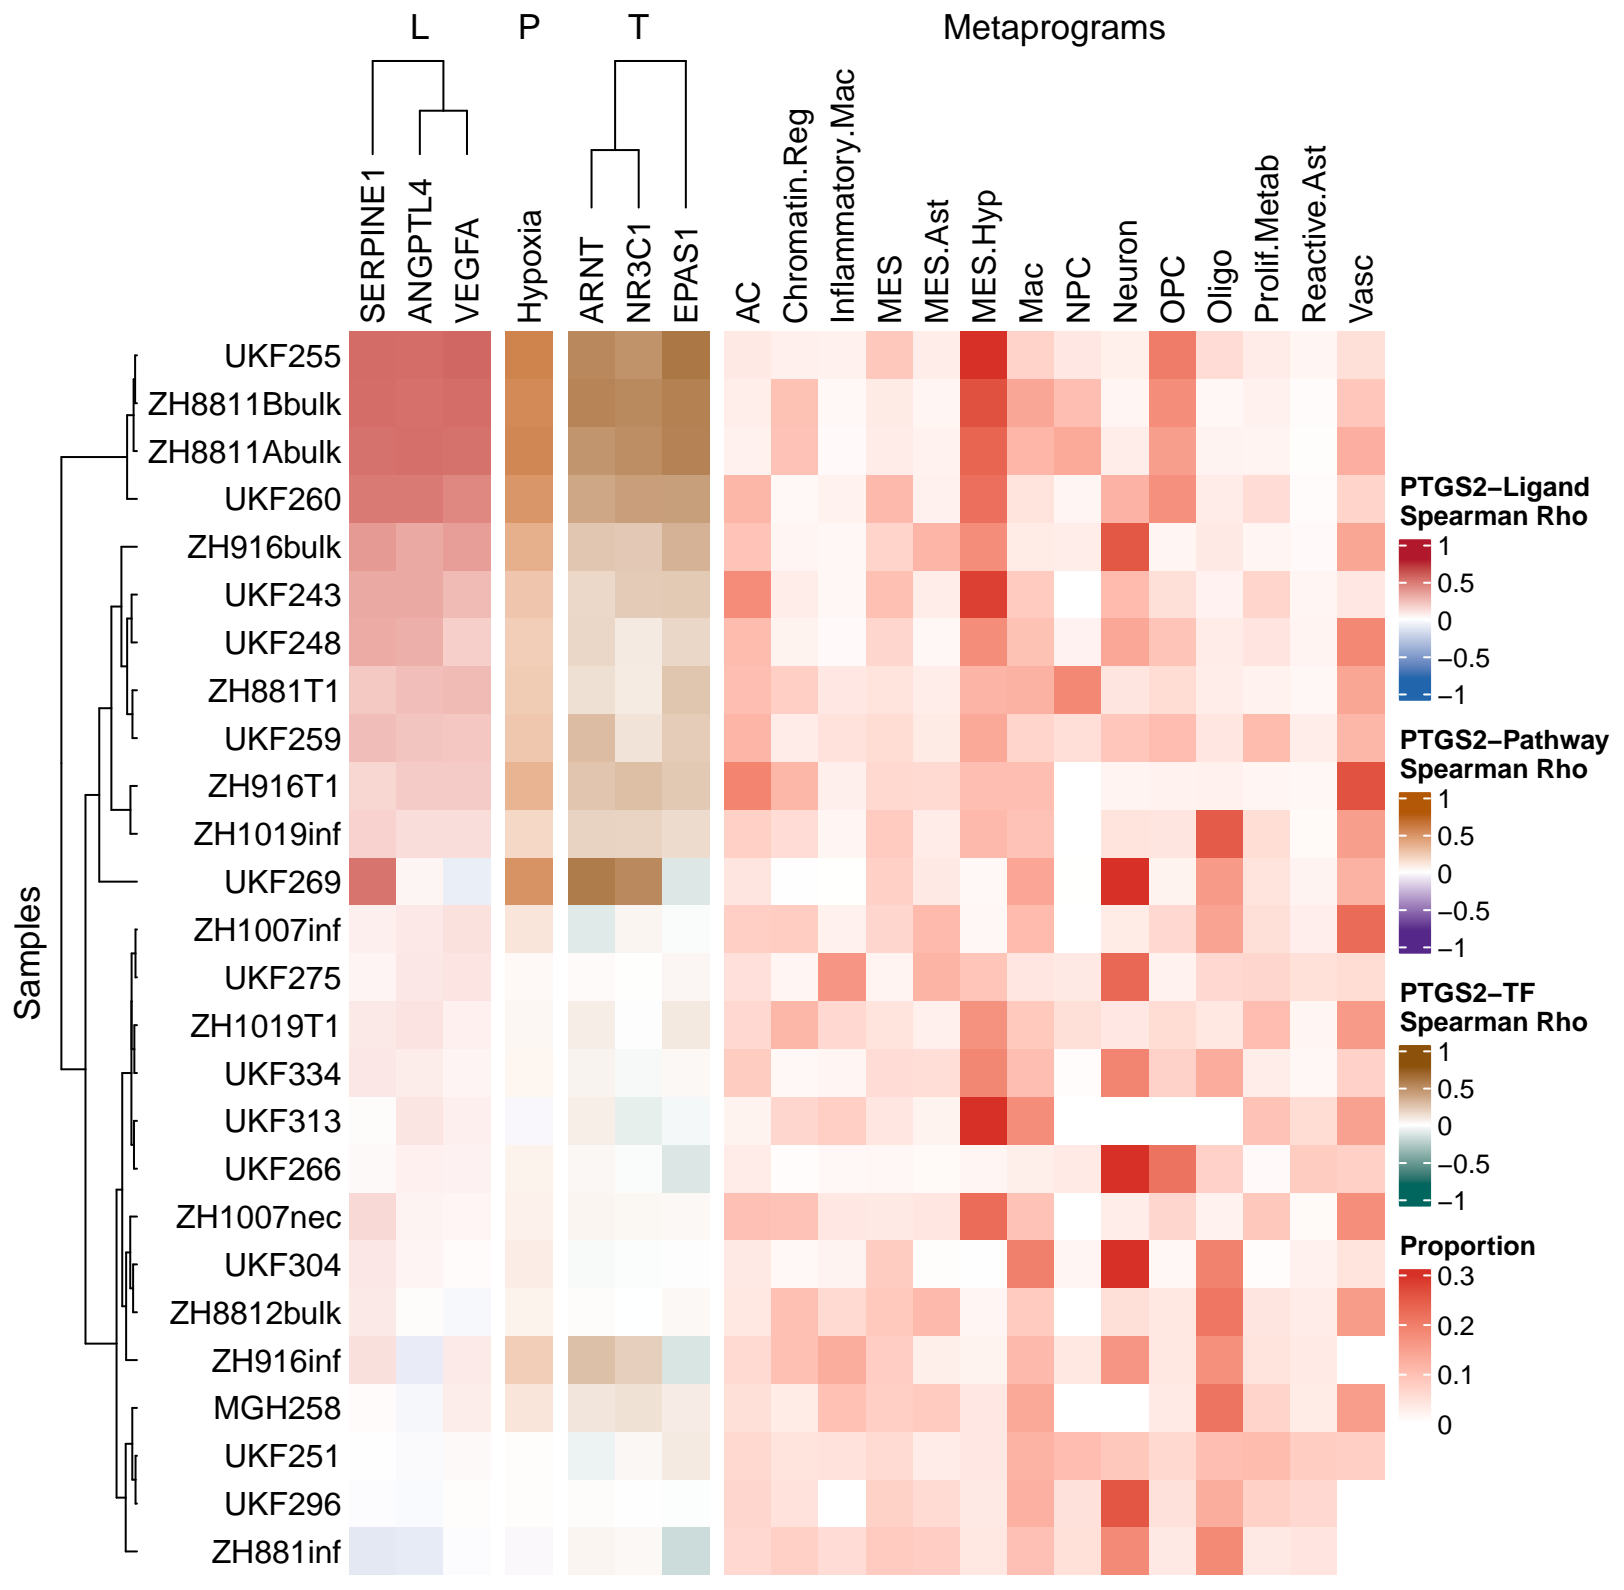 L P T Metaprograms
SERPINE1
ANGPTL4
VEGFA
Hypoxia
ARNT
NR3C1
EPAS1
AC
Chromatin.Reg
Inflammatory.Mac
MES
MES.Ast
MES.Hyp
Mac
NPC
Neuron
OPC
Oligo
Prolif.Metab
Reactive.Ast
Vasc
Samples
UKF255
ZH8811Bbulk
ZH8811Abulk
UKF260
ZH916bulk
UKF243
UKF248
ZH881T1
UKF259
ZH916T1
ZH1019inf
UKF269
ZH1007inf
UKF275
ZH1019T1
UKF334
UKF313
UKF266
ZH1007nec
UKF304
ZH8812bulk
ZH916inf
MGH258
UKF251
UKF296
ZH881inf
PTGS2−Ligand
Spearman Rho
1
0.5
0
−0.5
−1
PTGS2−Pathway
Spearman Rho
1
0.5
0
−0.5
−1
PTGS2−TF
Spearman Rho
1
0.5
0
−0.5
−1
Proportion
0.3
0.2
0.1
0